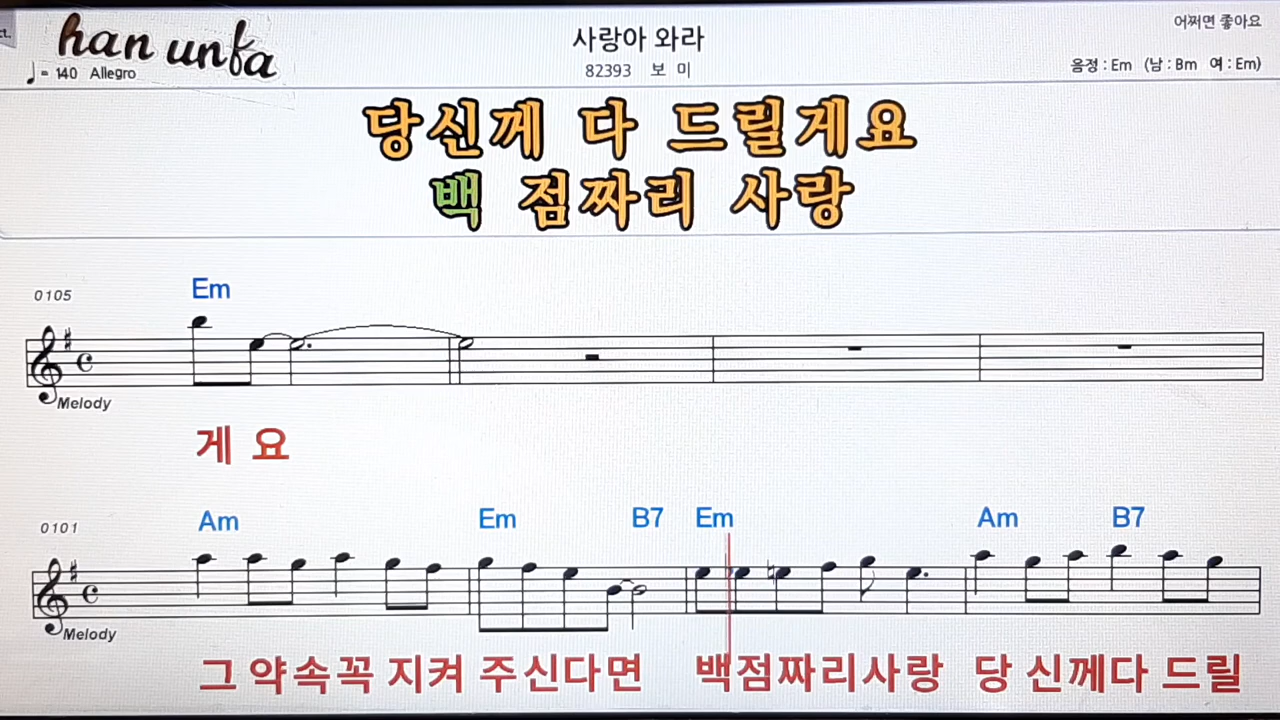 ct.
han unfa
사랑아 와라
어쩌면 좋아요
♩= 140 Allegro
82393 보 미
음정 : Em (남 : Bm 여 : Em)
당신께 다 드릴게요
백 점짜리 사랑
0105
Em
Melody
게 요
0101
Am Em B7 Em Am B7
Melody
그 약속꼭 지켜 주신다면 백점짜리사랑 당 신께다 드릴